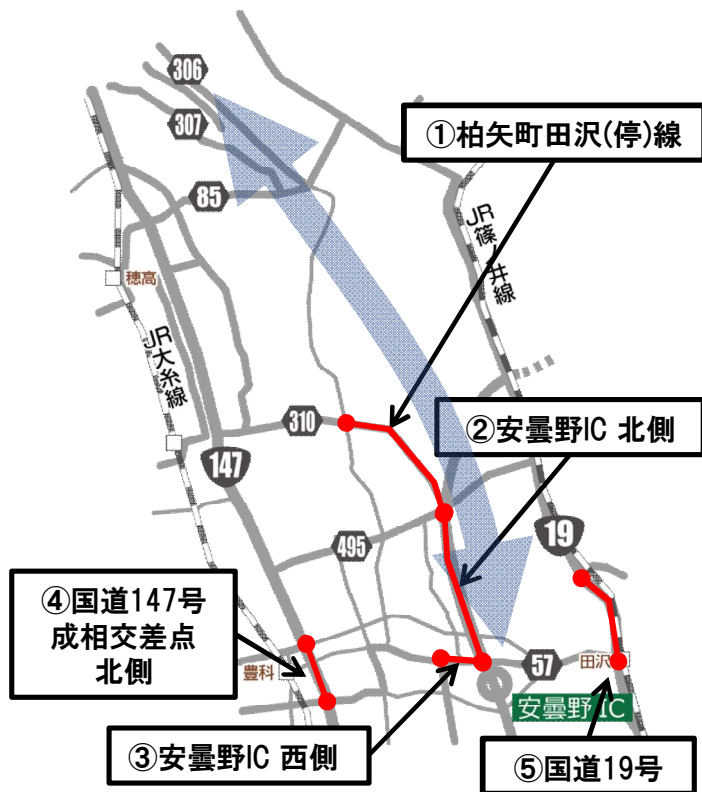 306
307
①柏矢町田沢(停)線
85
JR篠ノ井線
穂高
JR大糸線
310
②安曇野IC 北側
147
19
495
④国道147号
成相交差点
北側
豊科
57
田沢
安曇野 IC
③安曇野IC 西側
⑤国道19号